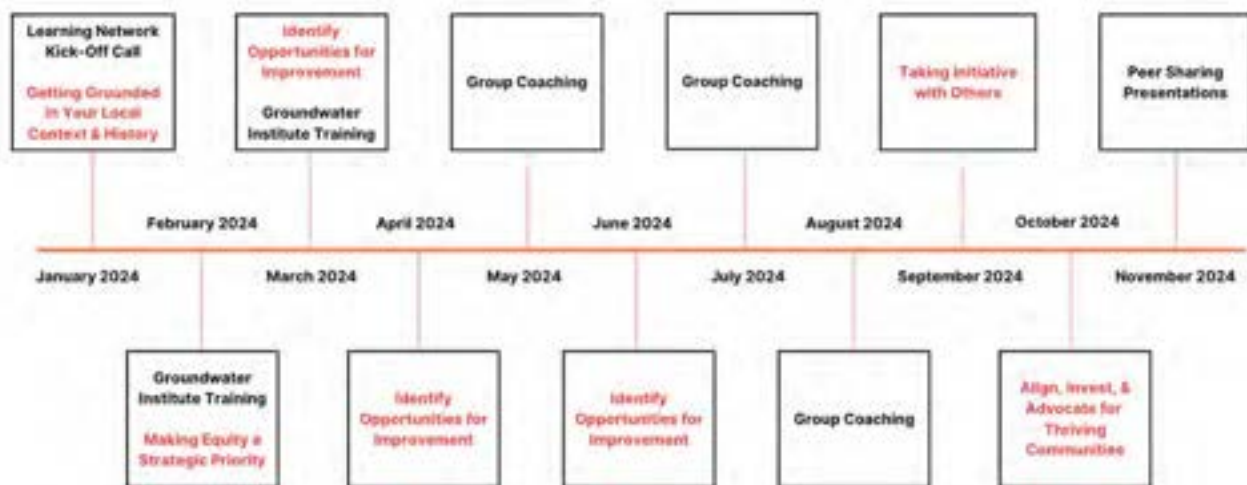 Learning Network
Kick-Off Call
Getting Grounded
in Your Local
Context & History
Identify
Opportunities for
Improvement
Groundwater
Institute Training
Group Coaching
Group Coaching
Taking Initiative
with Others
Peer Sharing
Presentations
February 2024
April 2024
June 2024
August 2024
October 2024
January 2024
March 2024
May 2024
July 2024
September 2024
November 2024
Groundwater
Institute Training
Making Equity a
Strategic Priority
Identify
Opportunities for
Improvement
Identify
Opportunities for
Improvement
Group Coaching
Align, Invest, &
Advocate for
Thriving
Communities